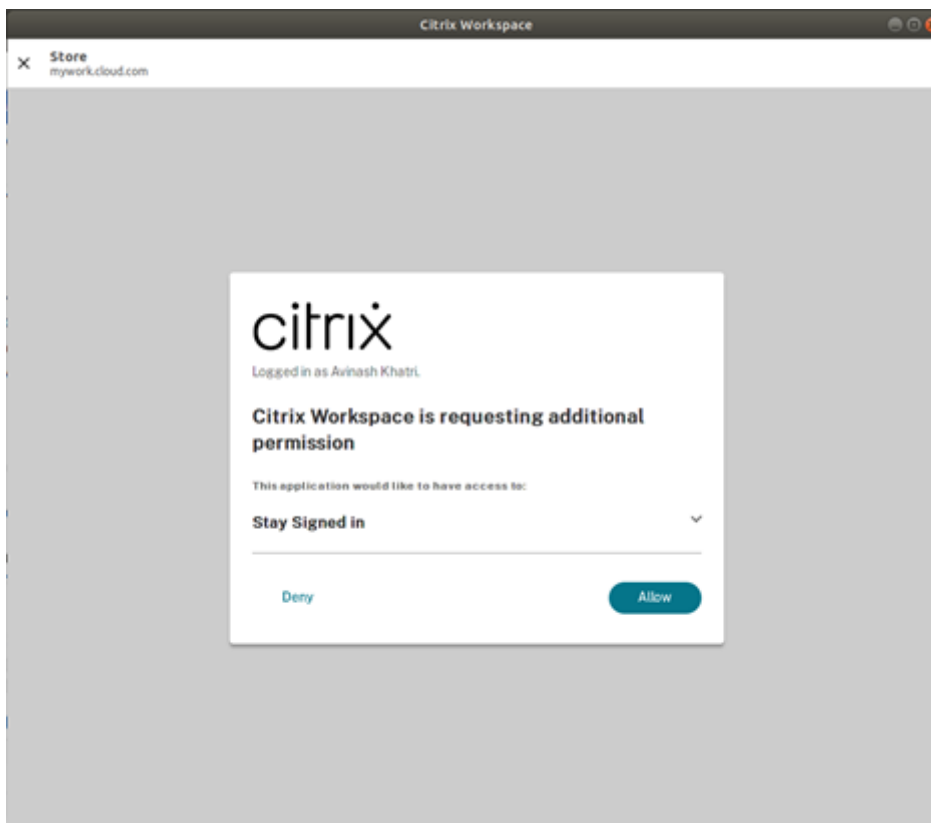 Citrix Workspace
Store
mywork.cloud.com
citrix
Logged in as Avinash Khatri.
Citrix Workspace is requesting additional
permission
This application would like to have access to:
Stay Signed in
Deny
Allow